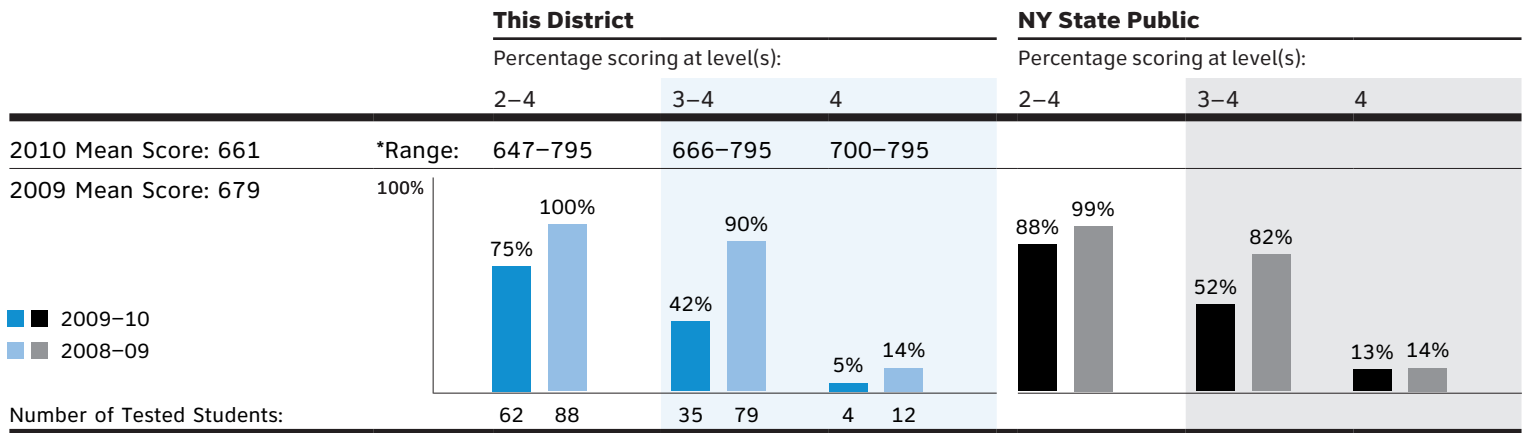 This District NY State Public
Percentage scoring at level(s): Percentage scoring at level(s):
2–4 3–4 4 2–4 3–4 4
2010 Mean Score: 661 *Range: 647–795 666–795 700–795
2009 Mean Score: 679 100%
100% 90% 14% 99% 82% 14%
75% 42% 5% 88% 52% 13%
2009–10
2008–09
Number of Tested Students: 62 88 35 79 4 12